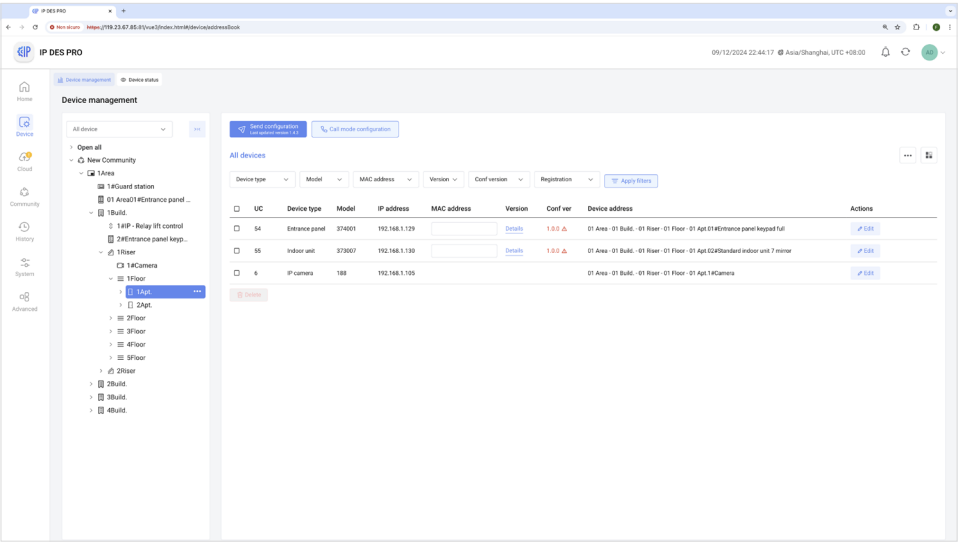 IP DES PRO
Non sicuro https://119.23.67.85:81/vue3/index.html#/device/addressBook
IP IP DES PRO
09/12/2024 22:44:17 Asia/Shanghai, UTC +08:00
AD
Home
Device
Cloud
Community
History
System
Advanced
Device management Device status
Device management
All device
Open all
New Community
1Area
1#Guard station
01 Area01#Entrance panel ...
1Build.
1#IP - Relay lift control
2#Entrance panel keyp...
1Riser
1#Camera
1Floor
1Apt.
2Apt.
2Floor
3Floor
4Floor
5Floor
2Riser
2Build.
3Build.
4Build.
Send configuration
Last updated version 1.4.0
Call mode configuration
All devices
Device type Model MAC address Version Conf version Registration Apply filters
UC Device type Model IP address MAC address Version Conf ver Device address Actions
54 Entrance panel 374001 192.168.1.129 Details 1.0.0 01 Area - 01 Build. - 01 Riser - 01 Floor - 01 Apt.01#Entrance panel keypad full Edit
55 Indoor unit 373007 192.168.1.130 Details 1.0.0 01 Area - 01 Build. - 01 Riser - 01 Floor - 01 Apt.02#Standard indoor unit 7 mirror Edit
6 IP camera 188 192.168.1.105 01 Area - 01 Build. - 01 Riser - 01 Floor - 01 Apt.1#Camera Edit
Delete